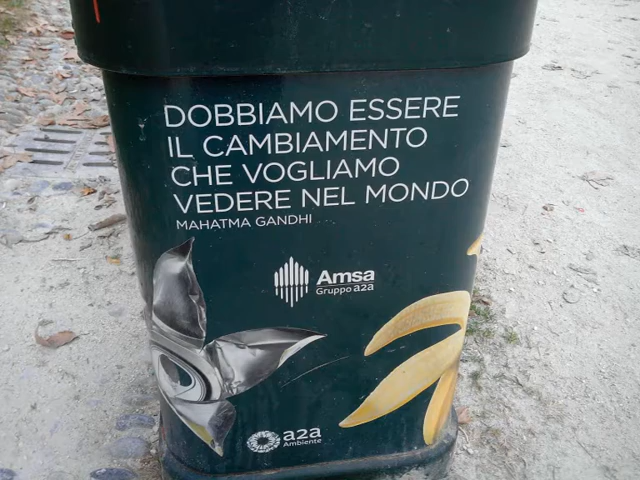 DOBBIAMO ESSERE
IL CAMBIAMENTO
CHE VOGLIAMO
VEDERE NEL MONDO
MAHATMA GANDHI
Amsa
Gruppo a2a
a2a
Ambiente